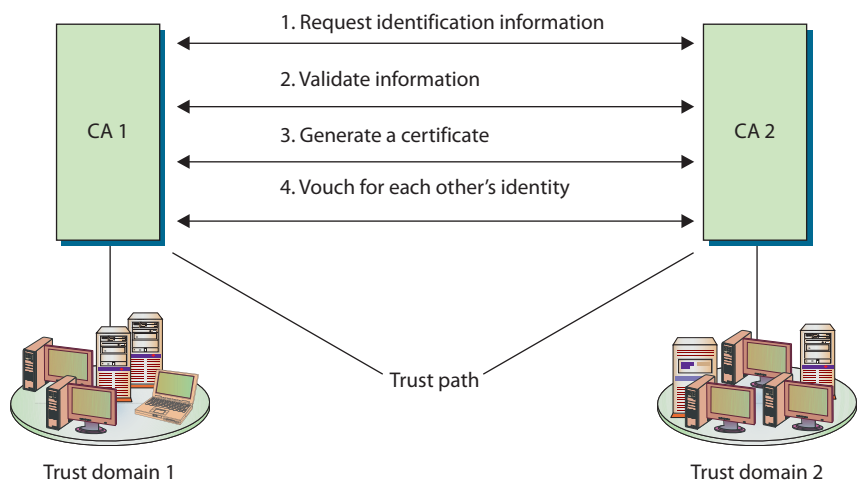 1. Request identification information
2. Validate information
3. Generate a certificate
4. Vouch for each other's identity
CA 1
CA 2
Trust path
Trust domain 1
Trust domain 2